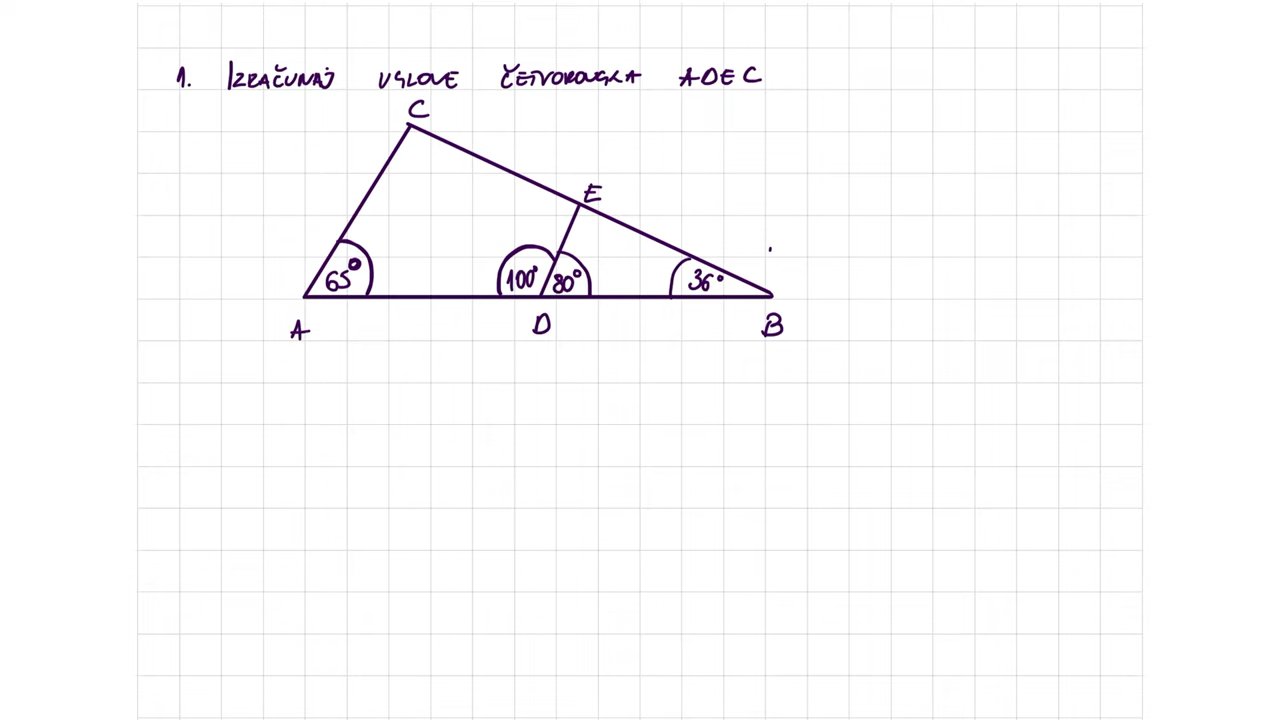 1. IZRAČUNAJ UGLOVE ČETVOROUGLA ADEC
C
E
65° 100° 80° 36°
A D B